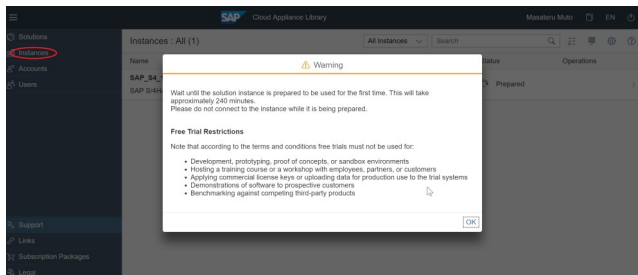 SAP Cloud Appliance Library
Masateru Muto
EN
Solutions
Instances
Accounts
Users
Support
Links
Subscription Packages
Legal
Instances : All (1)
All Instances
Search
Name
Status
Operations
SAP_S4_
SAP S/4H
Prepared
Warning
Wait until the solution instance is prepared to be used for the first time. This will take
approximately 240 minutes.
Please do not connect to the instance while it is being prepared.
Free Trial Restrictions
Note that according to the terms and conditions free trials must not be used for:
• Development, prototyping, proof of concepts, or sandbox environments
• Hosting a training course or a workshop with employees, partners, or customers
• Applying commercial license keys or uploading data for production use to the trial systems
• Demonstrations of software to prospective customers
• Benchmarking against competing third-party products
OK